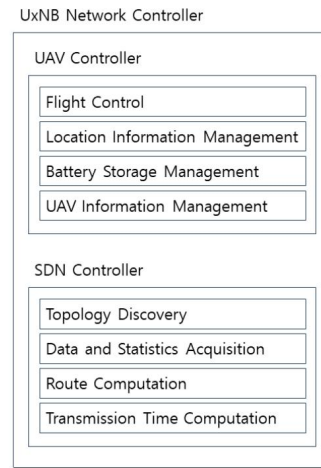 UxNB Network Controller
UAV Controller
Flight Control
Location Information Management
Battery Storage Management
UAV Information Management
SDN Controller
Topology Discovery
Data and Statistics Acquisition
Route Computation
Transmission Time Computation